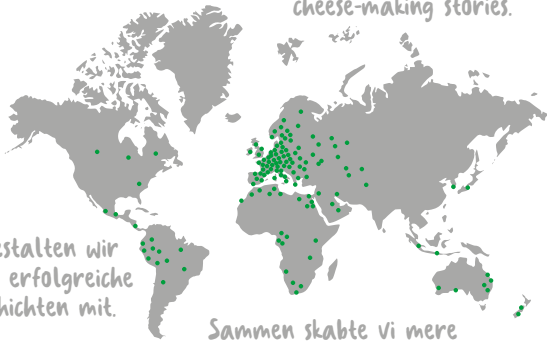 cheese-making stories.
estalten wir
erfolgreiche
hichten mit.
Sammen skabte vi mere